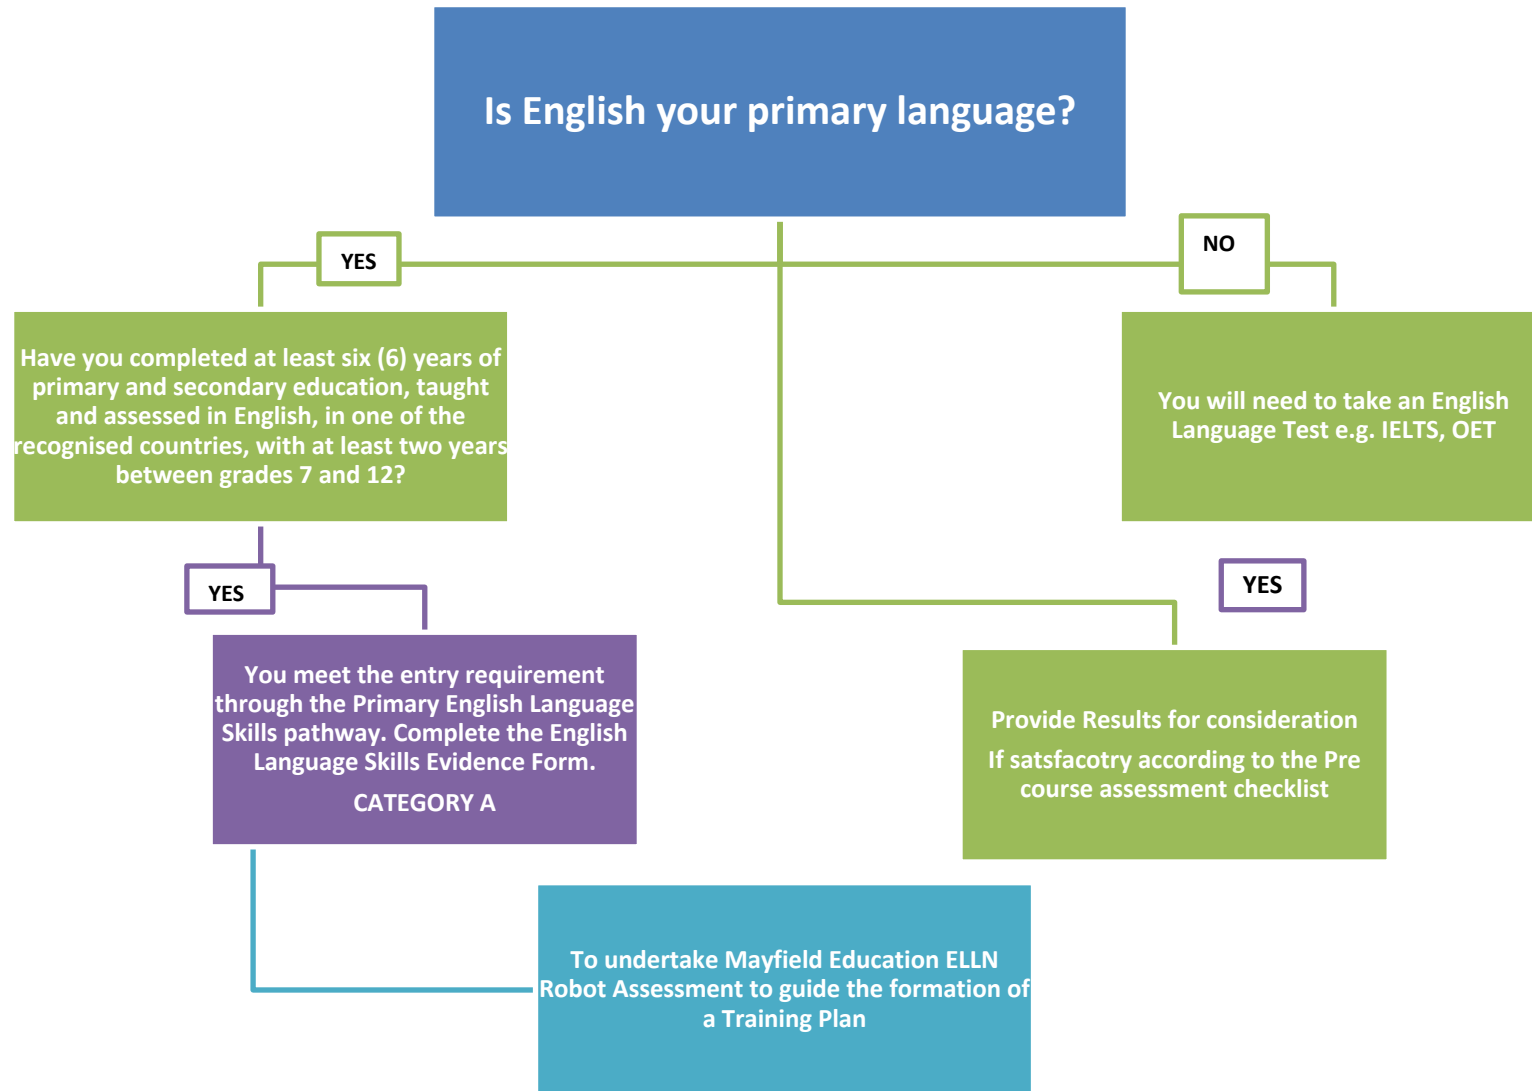 Is English your primary language?
YES
NO
Have you completed at least six (6) years of
primary and secondary education, taught
and assessed in English, in one of the
recognised countries, with at least two years
between grades 7 and 12?
You will need to take an English
Language Test e.g. IELTS, OET
YES
YES
You meet the entry requirement
through the Primary English Language
Skills pathway. Complete the English
Language Skills Evidence Form.
CATEGORY A
Provide Results for consideration
If satsfacotry according to the Pre
course assessment checklist
To undertake Mayfield Education ELLN
Robot Assessment to guide the formation of
a Training Plan